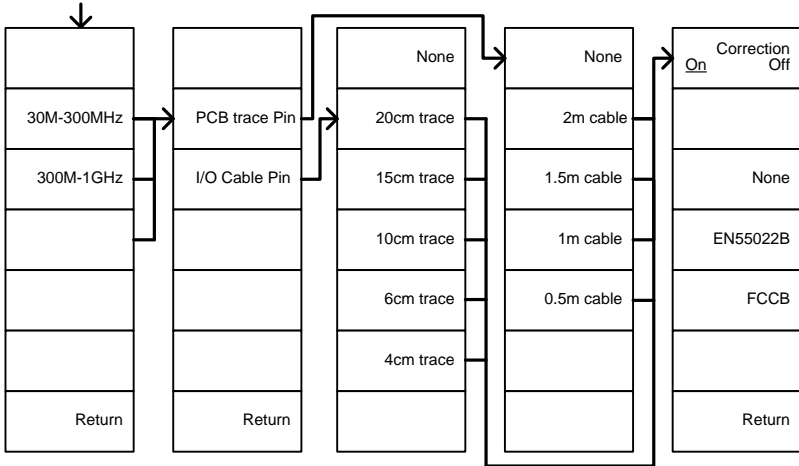 30M-300MHz
300M-1GHz
Return
PCB trace Pin
I/O Cable Pin
Return
None
20cm trace
15cm trace
10cm trace
6cm trace
4cm trace
None
2m cable
1.5m cable
1m cable
0.5m cable
Correction
On Off
None
EN55022B
FCCB
Return